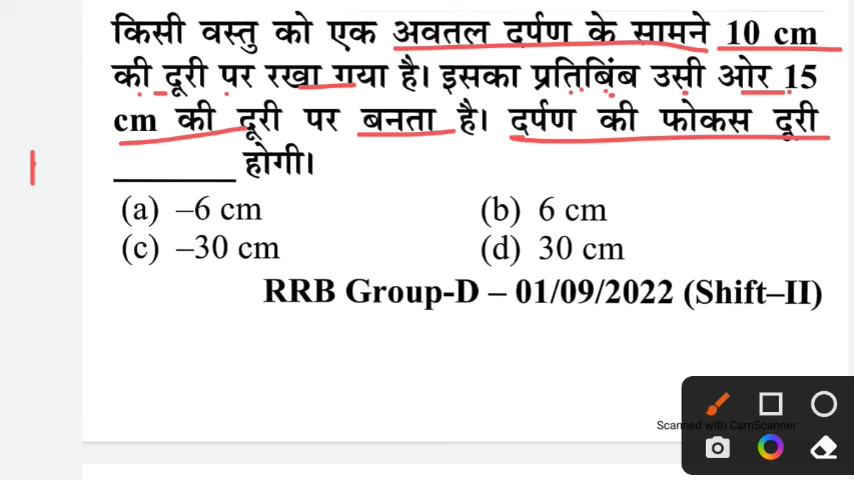 किसी वस्तु को एक अवतल दर्पण के सामने 10 cm
की दूरी पर रखा गया है। इसका प्रतिबिंब उसी ओर 15
cm की दूरी पर बनता है। दर्पण की फोकस दूरी
________ होगी।
(a) –6 cm (b) 6 cm
(c) –30 cm (d) 30 cm
RRB Group-D – 01/09/2022 (Shift–II)
Scanned with CamScanner